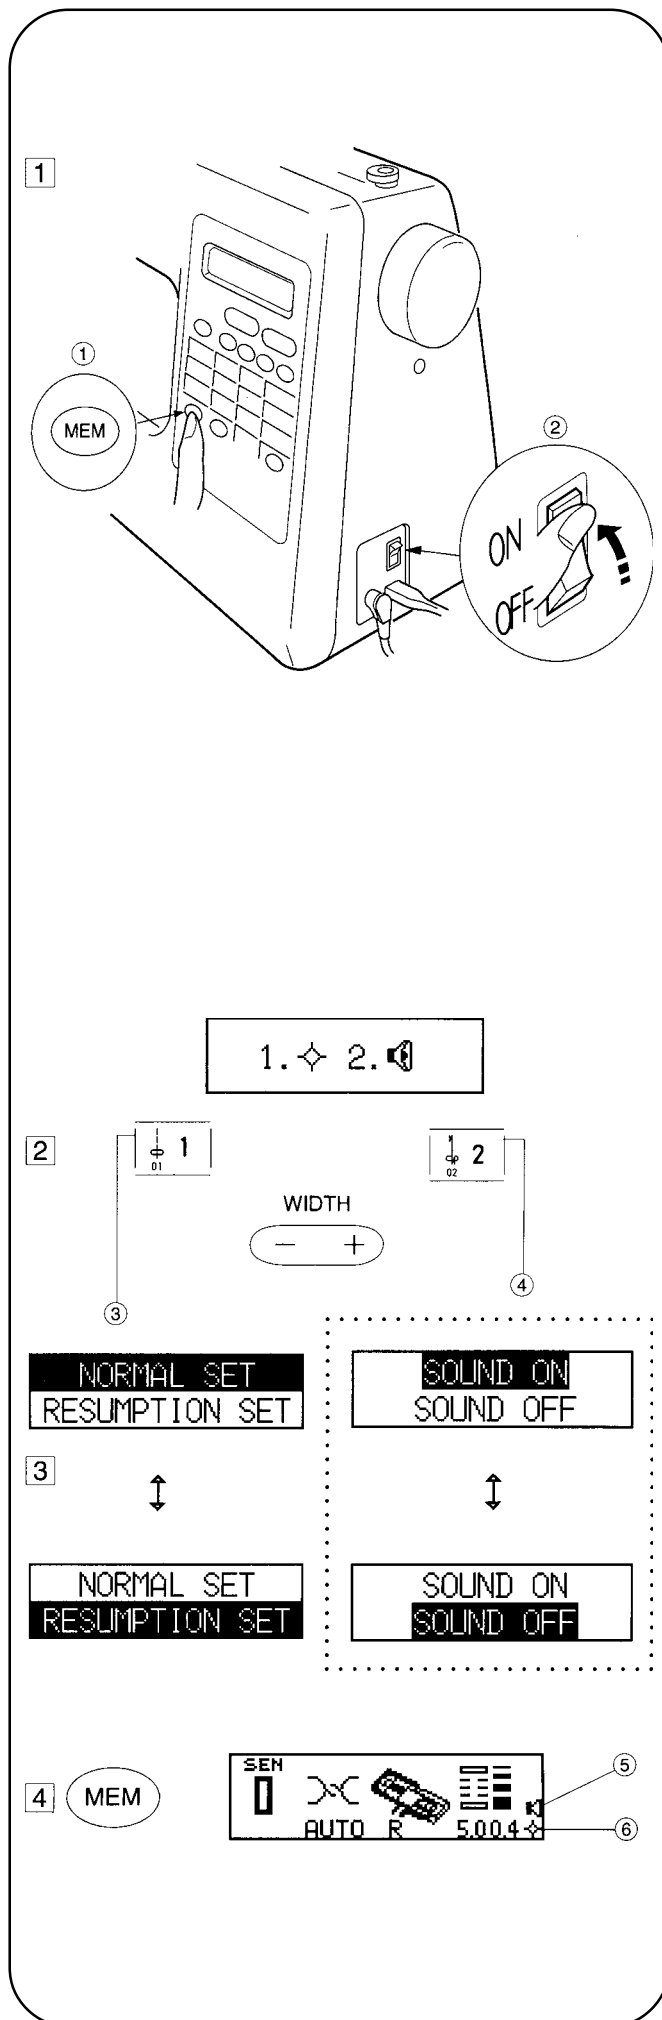 1
①
MEM
②
ON
OFF
1. 2.
2
1
01
2
02
WIDTH
− +
③
④
NORMAL SET
RESUMPTION SET
SOUND ON
SOUND OFF
3
NORMAL SET
RESUMPTION SET
SOUND ON
SOUND OFF
4
MEM
SEN
AUTO R 5.0 0.4
⑤
⑥